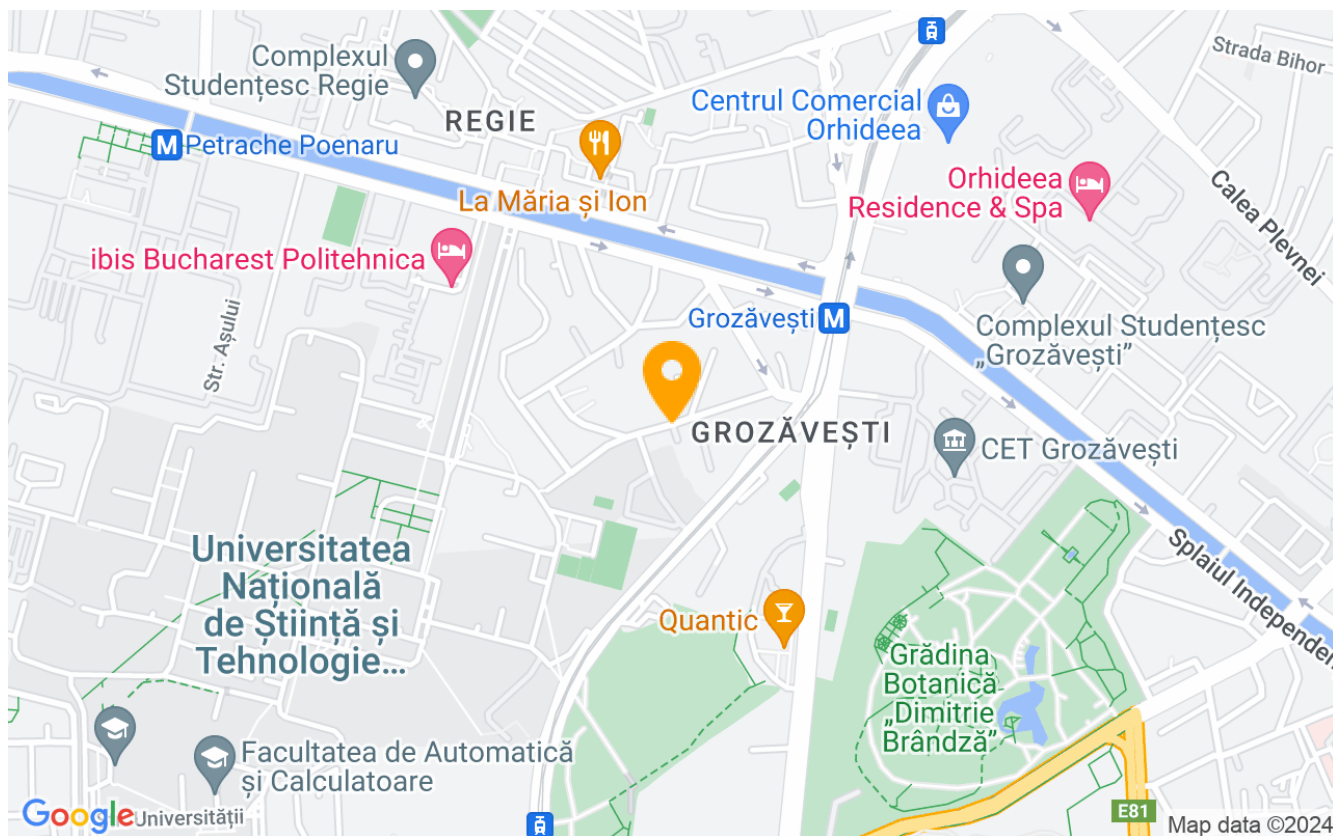 Complexul
Studențesc Regie
REGIE
Strada Bihor
Centrul Comercial
Orhideea
M Petrache Poenaru
La Măria și Ion
Orhideea
Residence & Spa
Calea Plevnei
ibis Bucharest Politehnica
Str. Așului
Grozăvești M
Complexul Studențesc
„Grozăvești”
GROZĂVEȘTI
CET Grozăvești
Universitatea
Națională
de Știință și
Tehnologie...
Splaiul Independen
Quantic
Grădina
Botanică
„Dimitrie
Brândză”
Facultatea de Automatică
și Calculatoare
Google
Universității
E81
Map data ©2024